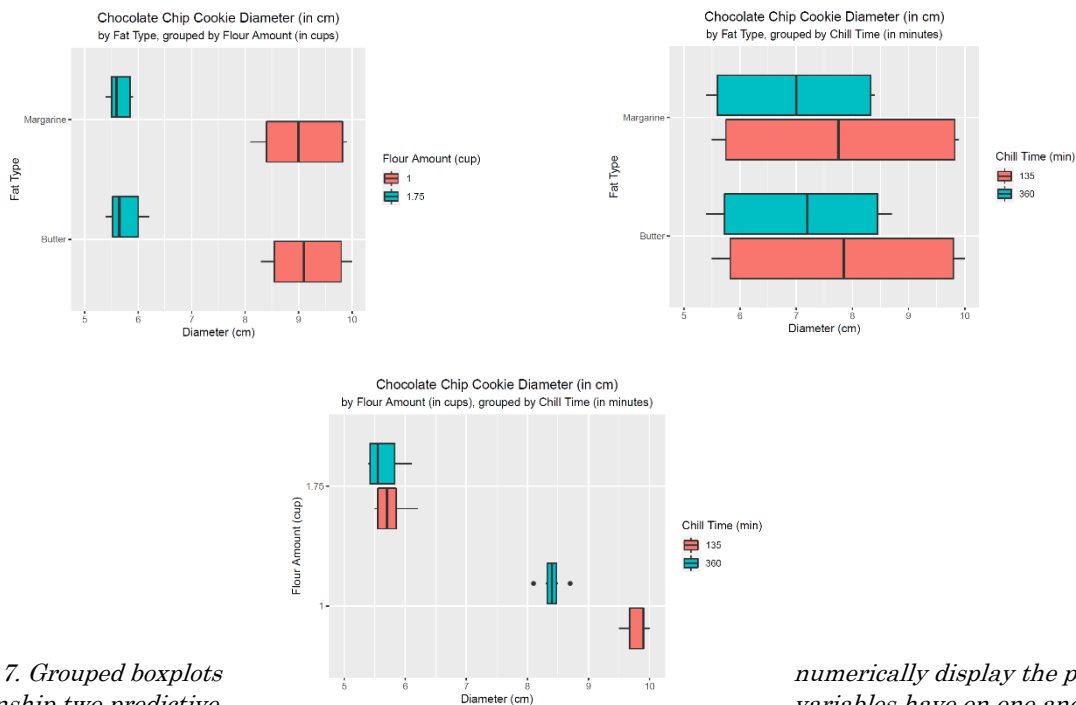 Chocolate Chip Cookie Diameter (in cm)
by Fat Type, grouped by Flour Amount (in cups)
Fat Type
Margarine
Butter
5 6 7 8 9 10
Diameter (cm)
Flour Amount (cup)
1
1.75
Chocolate Chip Cookie Diameter (in cm)
by Fat Type, grouped by Chill Time (in minutes)
Fat Type
Margarine
Butter
5 6 7 8 9 10
Diameter (cm)
Chill Time (min)
135
360
Chocolate Chip Cookie Diameter (in cm)
by Flour Amount (in cups), grouped by Chill Time (in minutes)
Flour Amount (cup)
1.75
1
5 6 7 8 9 10
Diameter (cm)
Chill Time (min)
135
360
7. Grouped boxplots
numerically display the p